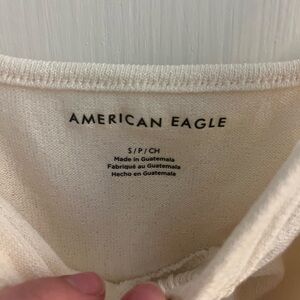 AMERICAN EAGLE
S / P / CH
Made in Guatemala
Fabriqué au Guatemala
Hecho en Guatemala